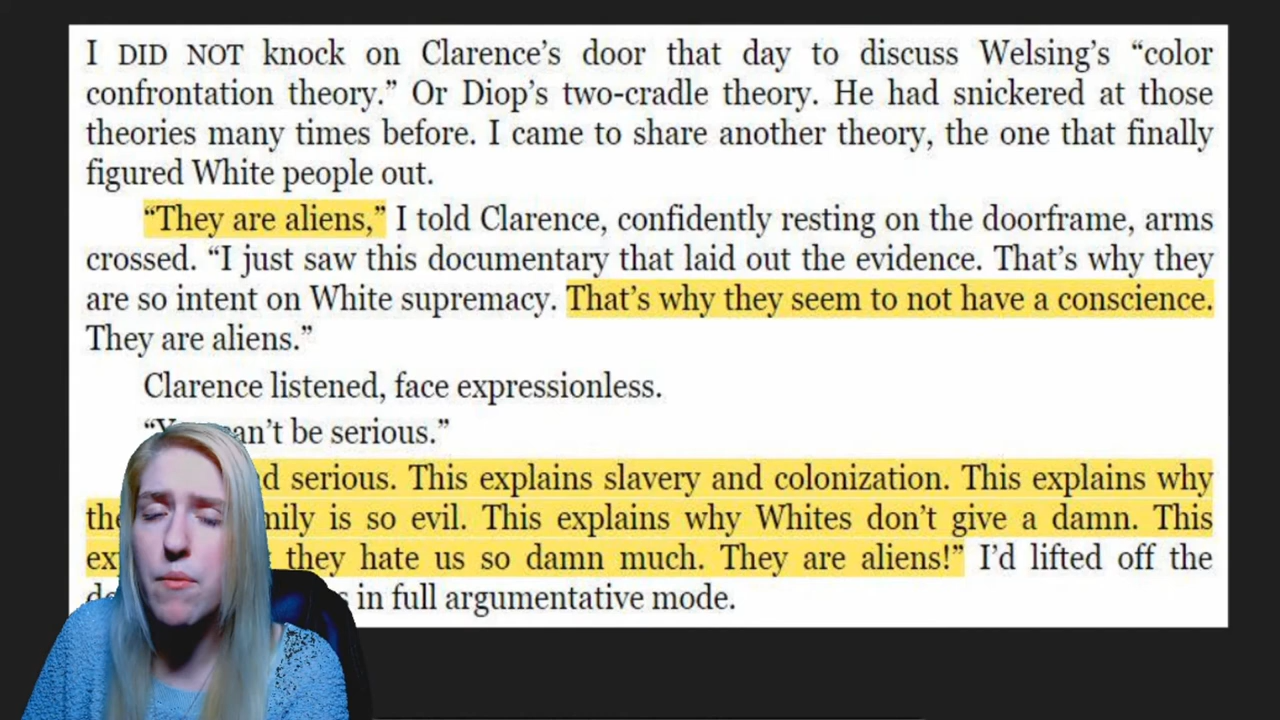 I DID NOT knock on Clarence’s door that day to discuss Welsing’s “color
confrontation theory.” Or Diop’s two-cradle theory. He had snickered at those
theories many times before. I came to share another theory, the one that finally
figured White people out.
“They are aliens,” I told Clarence, confidently resting on the doorframe, arms
crossed. “I just saw this documentary that laid out the evidence. That’s why they
are so intent on White supremacy. That’s why they seem to not have a conscience.
They are aliens.”
Clarence listened, face expressionless.
be serious.”
serious. This explains slavery and colonization. This explains why
is so evil. This explains why Whites don’t give a damn. This
they hate us so damn much. They are aliens!” I’d lifted off the
in full argumentative mode.